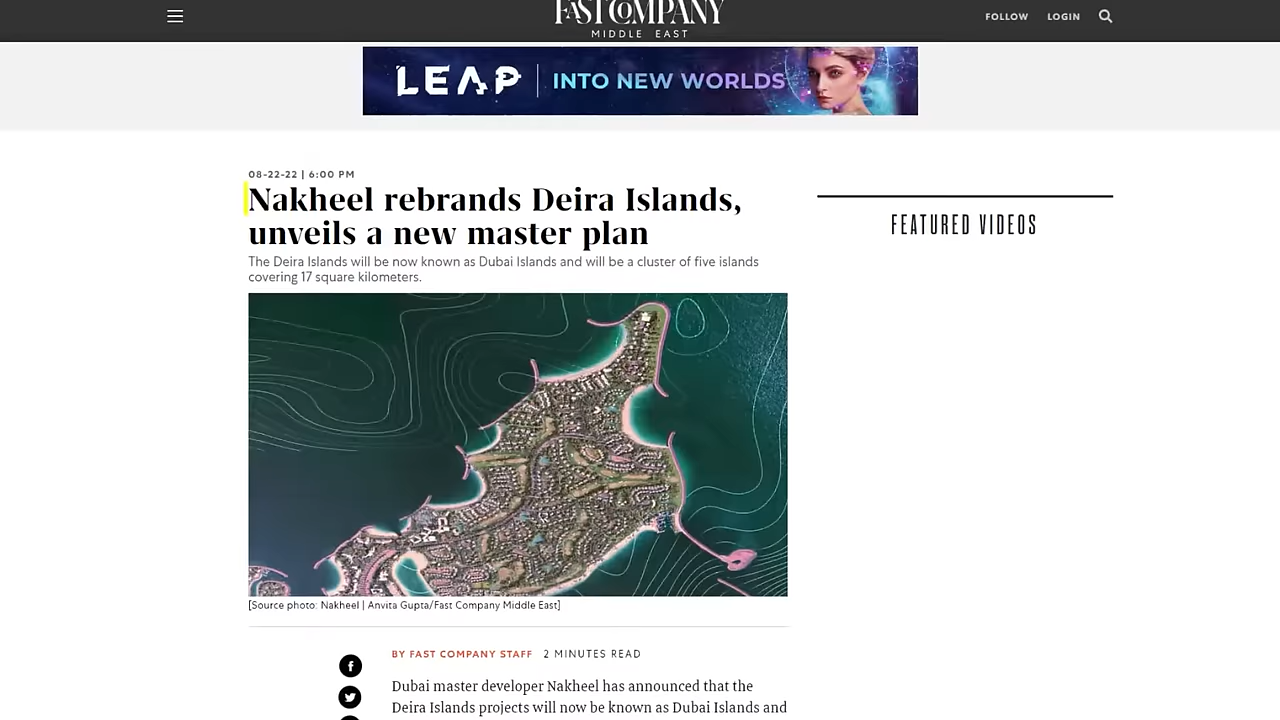 FAST COMPANY
MIDDLE EAST
FOLLOW LOGIN
LEAP INTO NEW WORLDS
08-22-22 | 6:00 PM
Nakheel rebrands Deira Islands,
unveils a new master plan
The Deira Islands will be now known as Dubai Islands and will be a cluster of five islands
covering 17 square kilometers.
FEATURED VIDEOS
[Source photo: Nakheel | Anvita Gupta/Fast Company Middle East]
BY FAST COMPANY STAFF 2 MINUTES READ
Dubai master developer Nakheel has announced that the
Deira Islands projects will now be known as Dubai Islands and